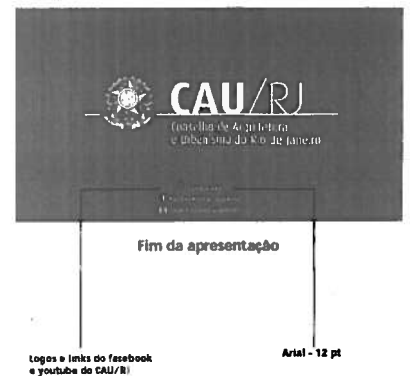 CAU/RJ
Conselho de Arquitetura
e Urbanismo do Rio de Janeiro
Fim da apresentação
Logos e links do facebook
e youtube do CAU/RJ
Arial - 12 pt